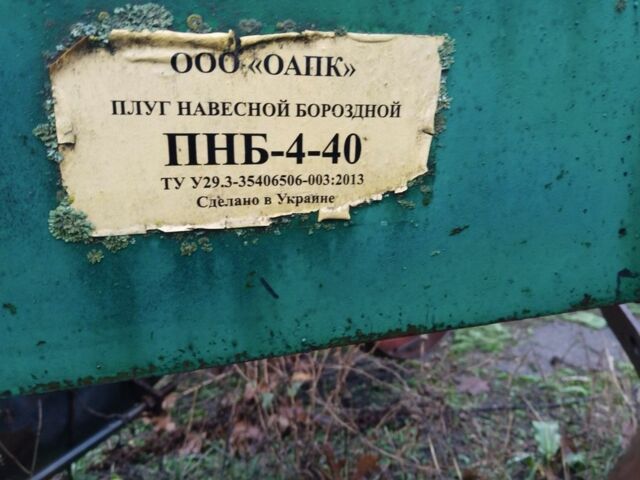 ООО «ОАПК»
ПЛУГ НАВЕСНОЙ БОРОЗДНОЙ
ПНБ-4-40
ТУ У29.3-35406506-003:2013
Сделано в Украине